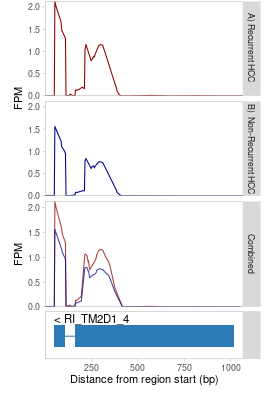 2.0
1.5
1.0
0.5
0.0
FPM
A) Recurrent HCC
2.0
1.5
1.0
0.5
0.0
B) Non-Recurrent HCC
2.0
1.5
1.0
0.5
0.0
FPM
Combined
< RI_TM2D1_4
250 500 750 1000
Distance from region start (bp)